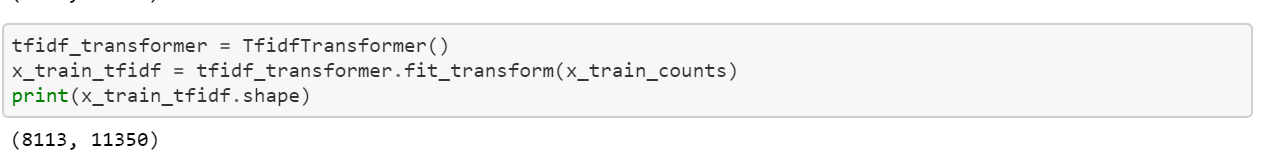 tfidf_transformer = TfidfTransformer()
x_train_tfidf = tfidf_transformer.fit_transform(x_train_counts)
print(x_train_tfidf.shape)
(8113, 11350)